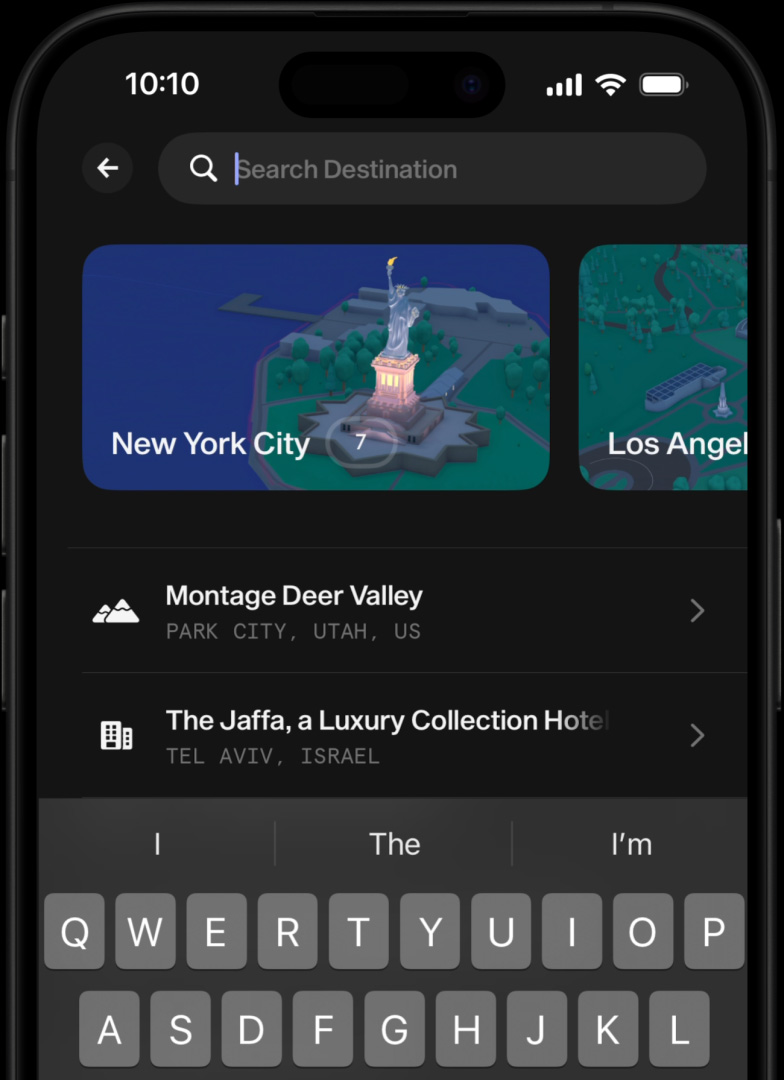 10:10
Search Destination
New York City 7
Los Angel
Montage Deer Valley
PARK CITY, UTAH, US
The Jaffa, a Luxury Collection Hotel
TEL AVIV, ISRAEL
I The I’m
Q W E R T Y U I O P
A S D F G H J K L